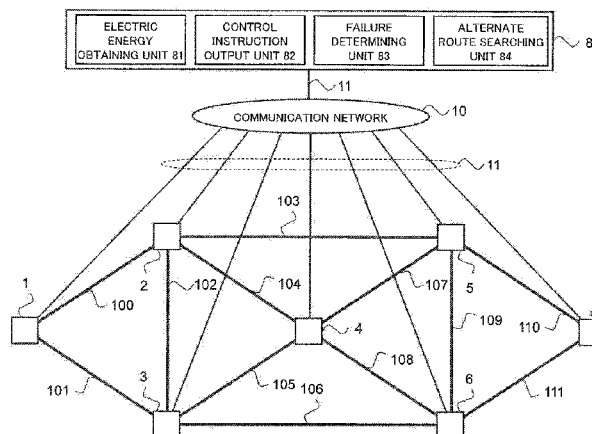 ELECTRIC
ENERGY
OBTAINING UNIT 81
CONTROL
INSTRUCTION
OUTPUT UNIT 82
FAILURE
DETERMINING
UNIT 83
ALTERNATE
ROUTE SEARCHING
UNIT 84
8
11
10
COMMUNICATION NETWORK
11
103
1
2
102
104
107
5
100
109
110
4
101
3
105
106
108
6
111